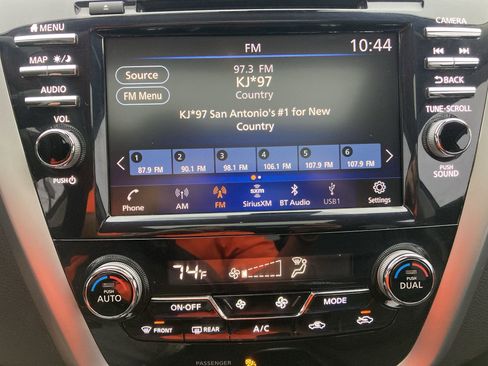 MENU
FM
10:44
CAMERA
MAP
AUDIO
VOL
PUSH
Source
FM Menu
97.3 FM
KJ*97
Country
KJ*97 San Antonio's #1 for New
Country
BACK
TUNE·SCROLL
PUSH
SOUND
1 2 3 4 5 6
87.9 FM 90.1 FM 98.1 FM 106.1 FM 107.9 FM 107.9 FM
Phone AM FM SiriusXM BT Audio USB1 Settings
sxm
74°F
PUSH
AUTO
PUSH
DUAL
ON·OFF
MODE
FRONT
REAR
A/C
PASSENGER